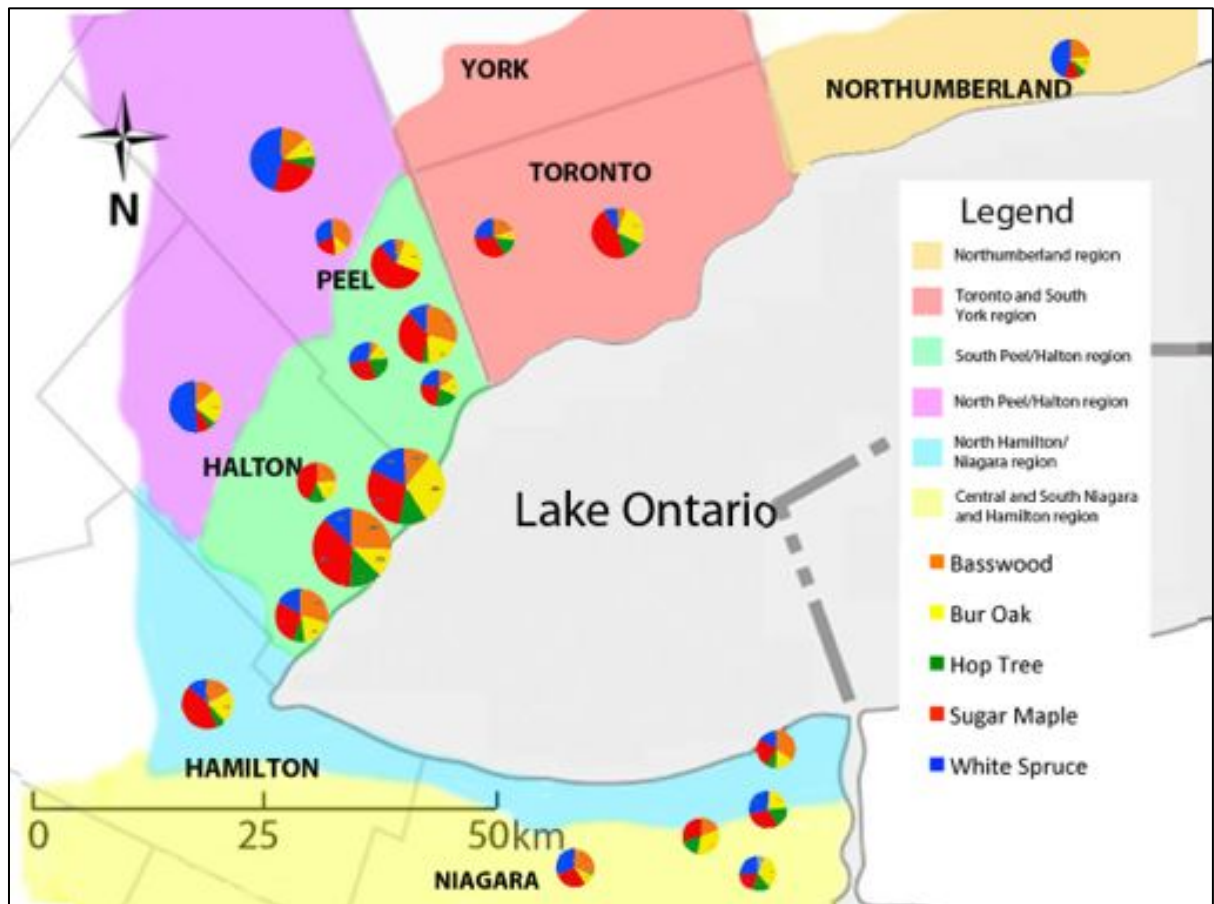 YORK
NORTHUMBERLAND
TORONTO
N
PEEL
HALTON
Lake Ontario
HAMILTON
0 25 50km
NIAGARA
Legend
Northumberland region
Toronto and South
York region
South Peel/Halton region
North Peel/Halton region
North Hamilton/
Niagara region
Central and South Niagara
and Hamilton region
Basswood
Bur Oak
Hop Tree
Sugar Maple
White Spruce